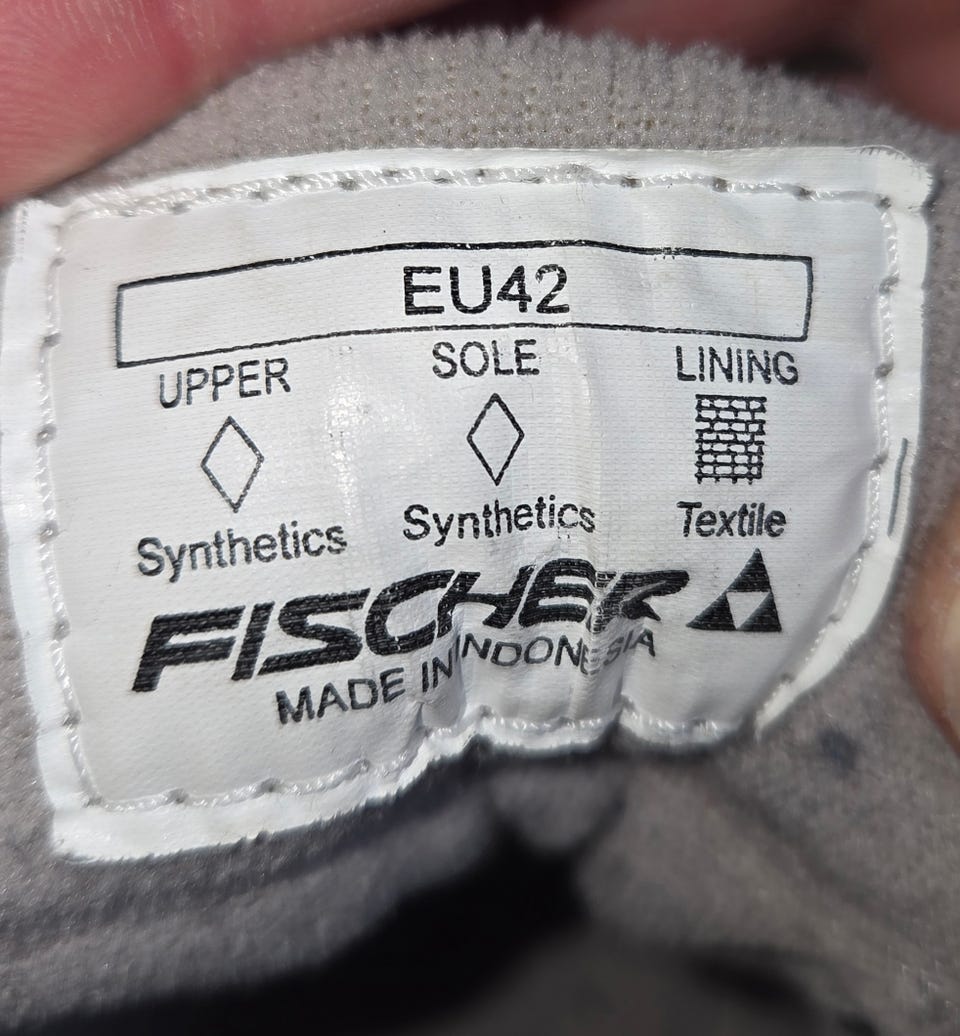 EU42
UPPER SOLE LINING
Synthetics Synthetics Textile
FISCHER
MADE IN INDONESIA